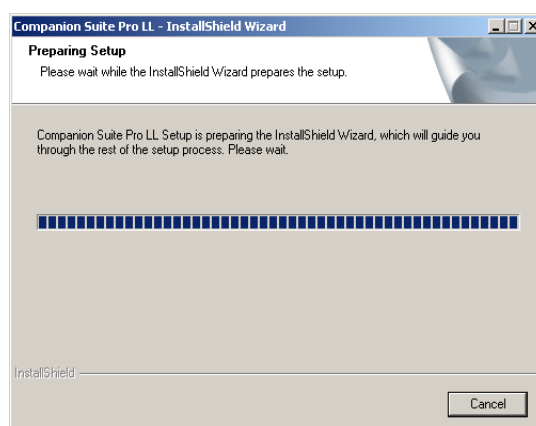 Companion Suite Pro LL - InstallShield Wizard
Preparing Setup
Please wait while the InstallShield Wizard prepares the setup.
Companion Suite Pro LL Setup is preparing the InstallShield Wizard, which will guide you
through the rest of the setup process. Please wait.
InstallShield
Cancel